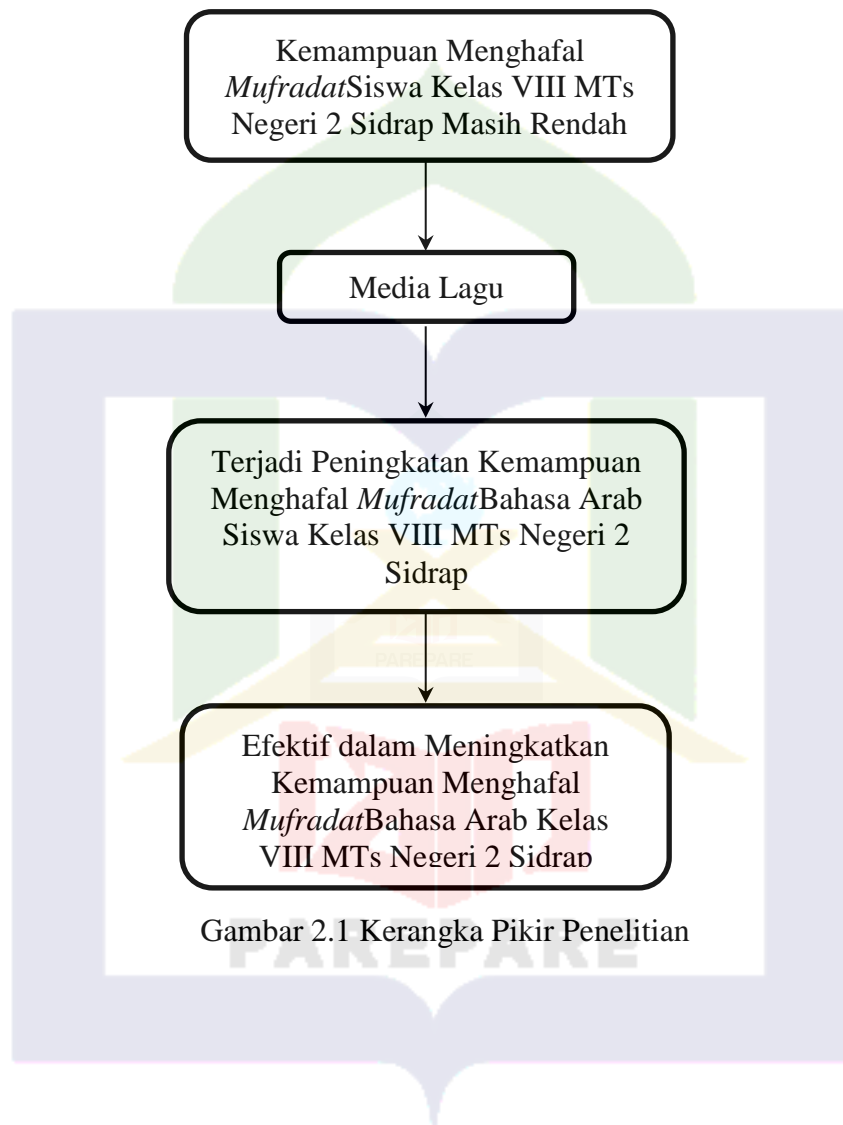 Kemampuan Menghafal
MufradatSiswa Kelas VIII MTs
Negeri 2 Sidrap Masih Rendah
Media Lagu
Terjadi Peningkatan Kemampuan
Menghafal MufradatBahasa Arab
Siswa Kelas VIII MTs Negeri 2
Sidrap
PAREPARE
Efektif dalam Meningkatkan
Kemampuan Menghafal
MufradatBahasa Arab Kelas
VIII MTs Negeri 2 Sidrap
Gambar 2.1 Kerangka Pikir Penelitian
PAREPARE